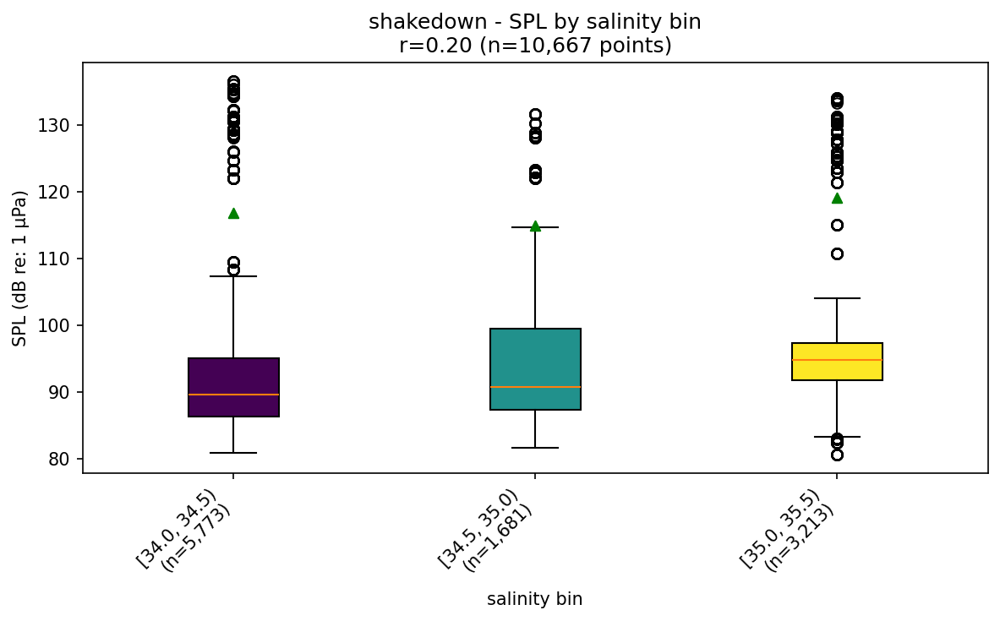 shakedown - SPL by salinity bin
r=0.20 (n=10,667 points)
SPL (dB re: 1 µPa)
130
120
110
100
90
80
[34.0, 34.5)
(n=5,773)
[34.5, 35.0)
(n=1,681)
[35.0, 35.5)
(n=3,213)
salinity bin